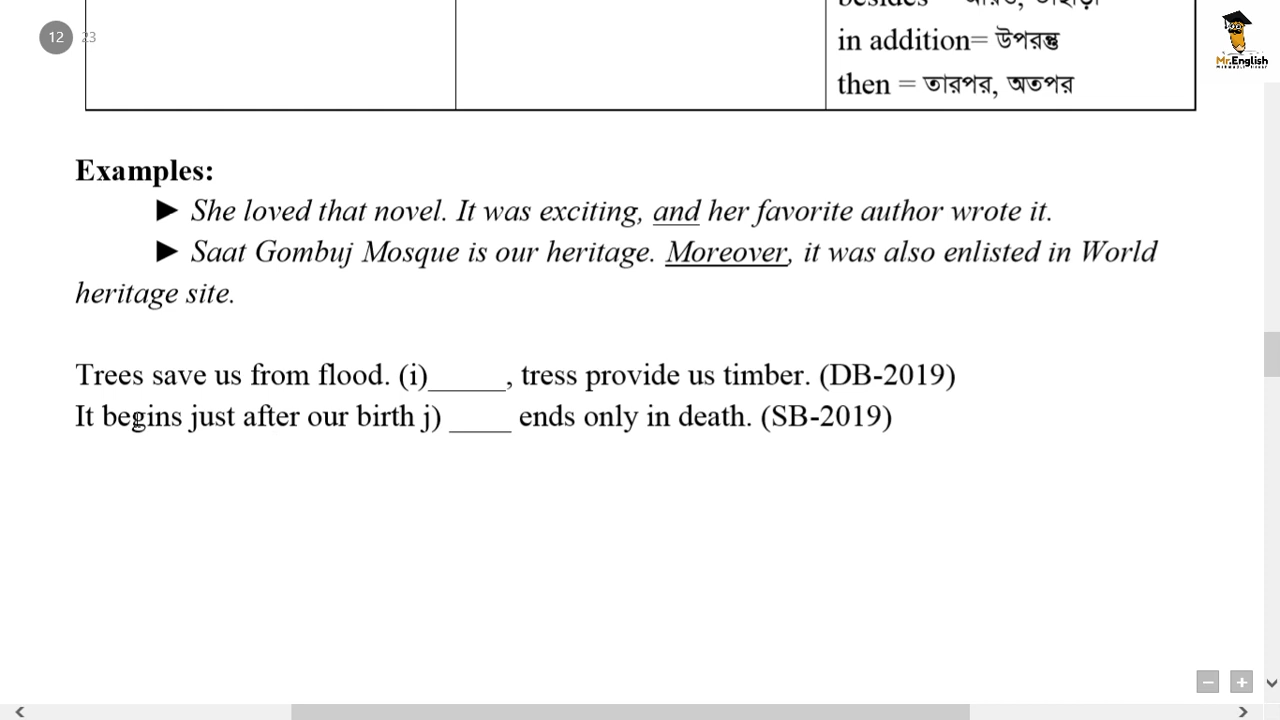 12 23
besides =
in addition= উপরন্তু
then = তারপর, অতপর
Mr.English
Examples:
► She loved that novel. It was exciting, and her favorite author wrote it.
► Saat Gombuj Mosque is our heritage. Moreover, it was also enlisted in World
heritage site.
Trees save us from flood. (i)_____, tress provide us timber. (DB-2019)
It begins just after our birth j) ____ ends only in death. (SB-2019)